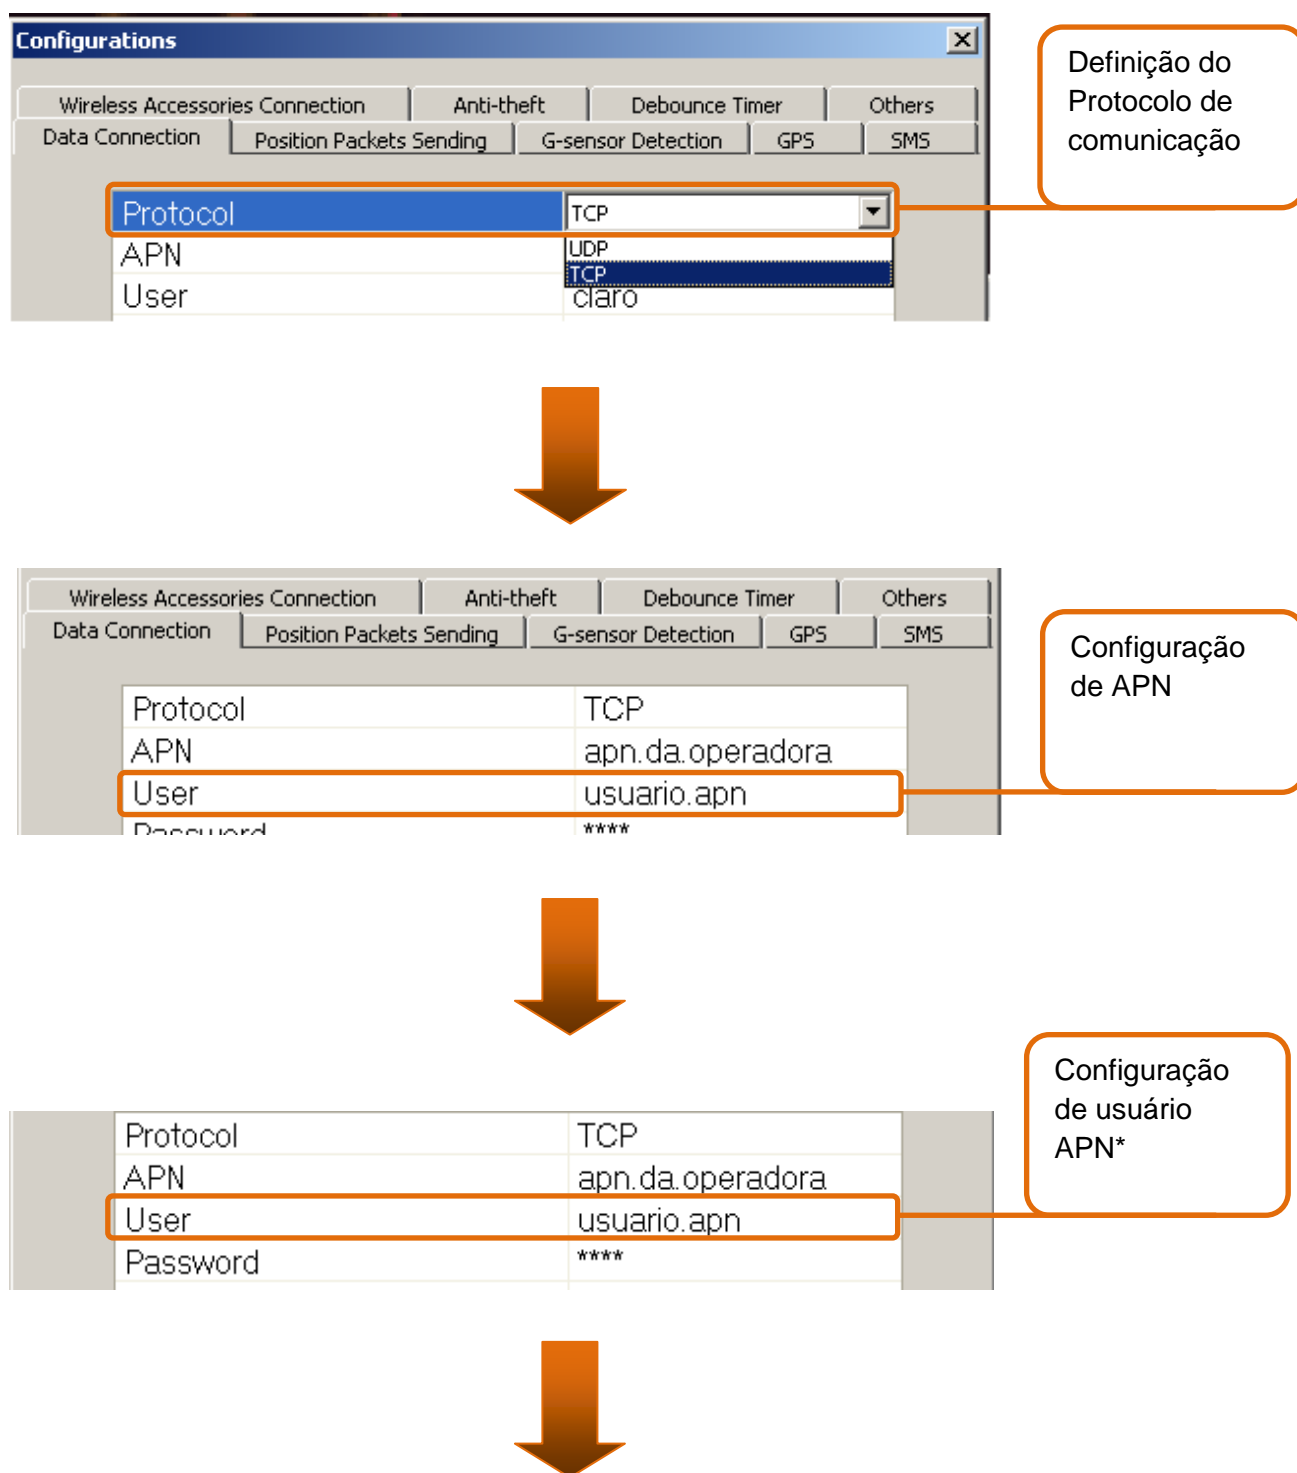 Configurations
Definição do
Protocolo de
comunicação
Wireless Accessories Connection Anti-theft Debounce Timer Others
Data Connection Position Packets Sending G-sensor Detection GPS SMS
Protocol TCP
APN UDP
TCP
User claro
Wireless Accessories Connection Anti-theft Debounce Timer Others
Data Connection Position Packets Sending G-sensor Detection GPS SMS
Configuração
de APN
Protocol TCP
APN apn.da.operadora
User usuario.apn
Password ****
Configuração
de usuário
APN*
Protocol TCP
APN apn.da.operadora
User usuario.apn
Password ****